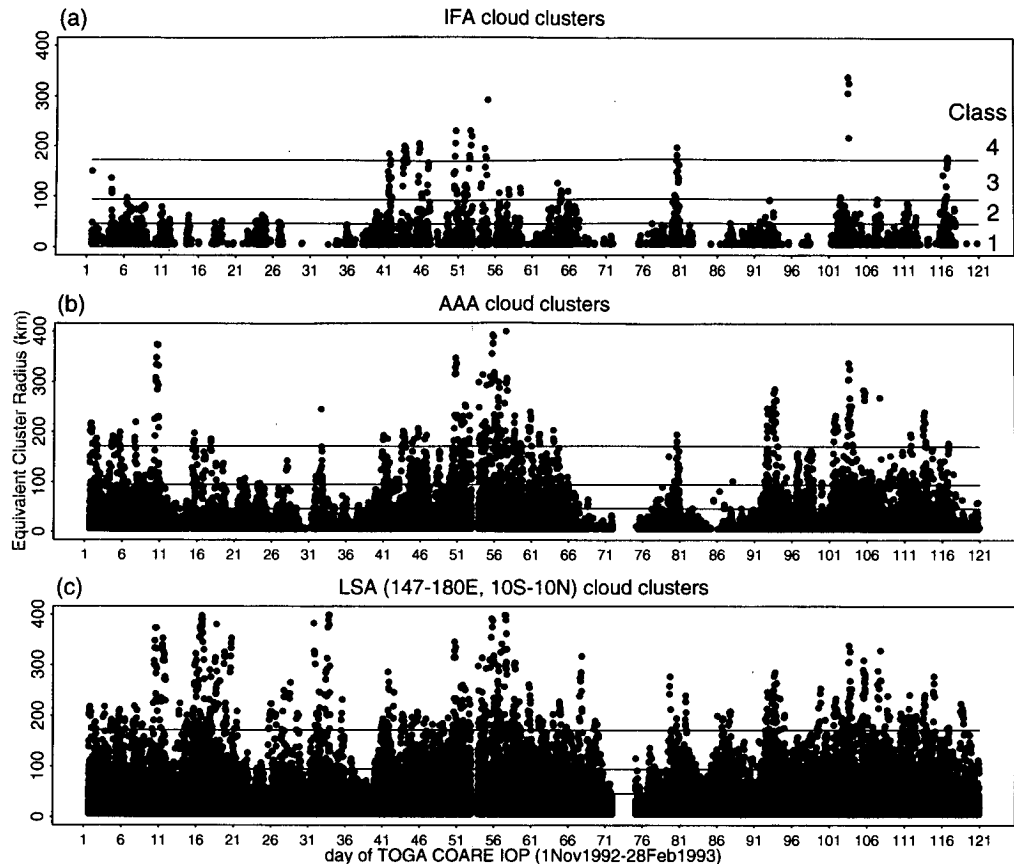 (a) IFA cloud clusters
400
300
200
100
0
Class
4
3
2
1
1 6 11 16 21 26 31 36 41 46 51 56 61 66 71 76 81 86 91 96 101 106 111 116 121
(b) AAA cloud clusters
Equivalent Cluster Radius (km)
400
300
200
100
0
1 6 11 16 21 26 31 36 41 46 51 56 61 66 71 76 81 86 91 96 101 106 111 116 121
(c) LSA (147-180E, 10S-10N) cloud clusters
400
300
200
100
0
1 6 11 16 21 26 31 36 41 46 51 56 61 66 71 76 81 86 91 96 101 106 111 116 121
day of TOGA COARE IOP (1Nov1992-28Feb1993)